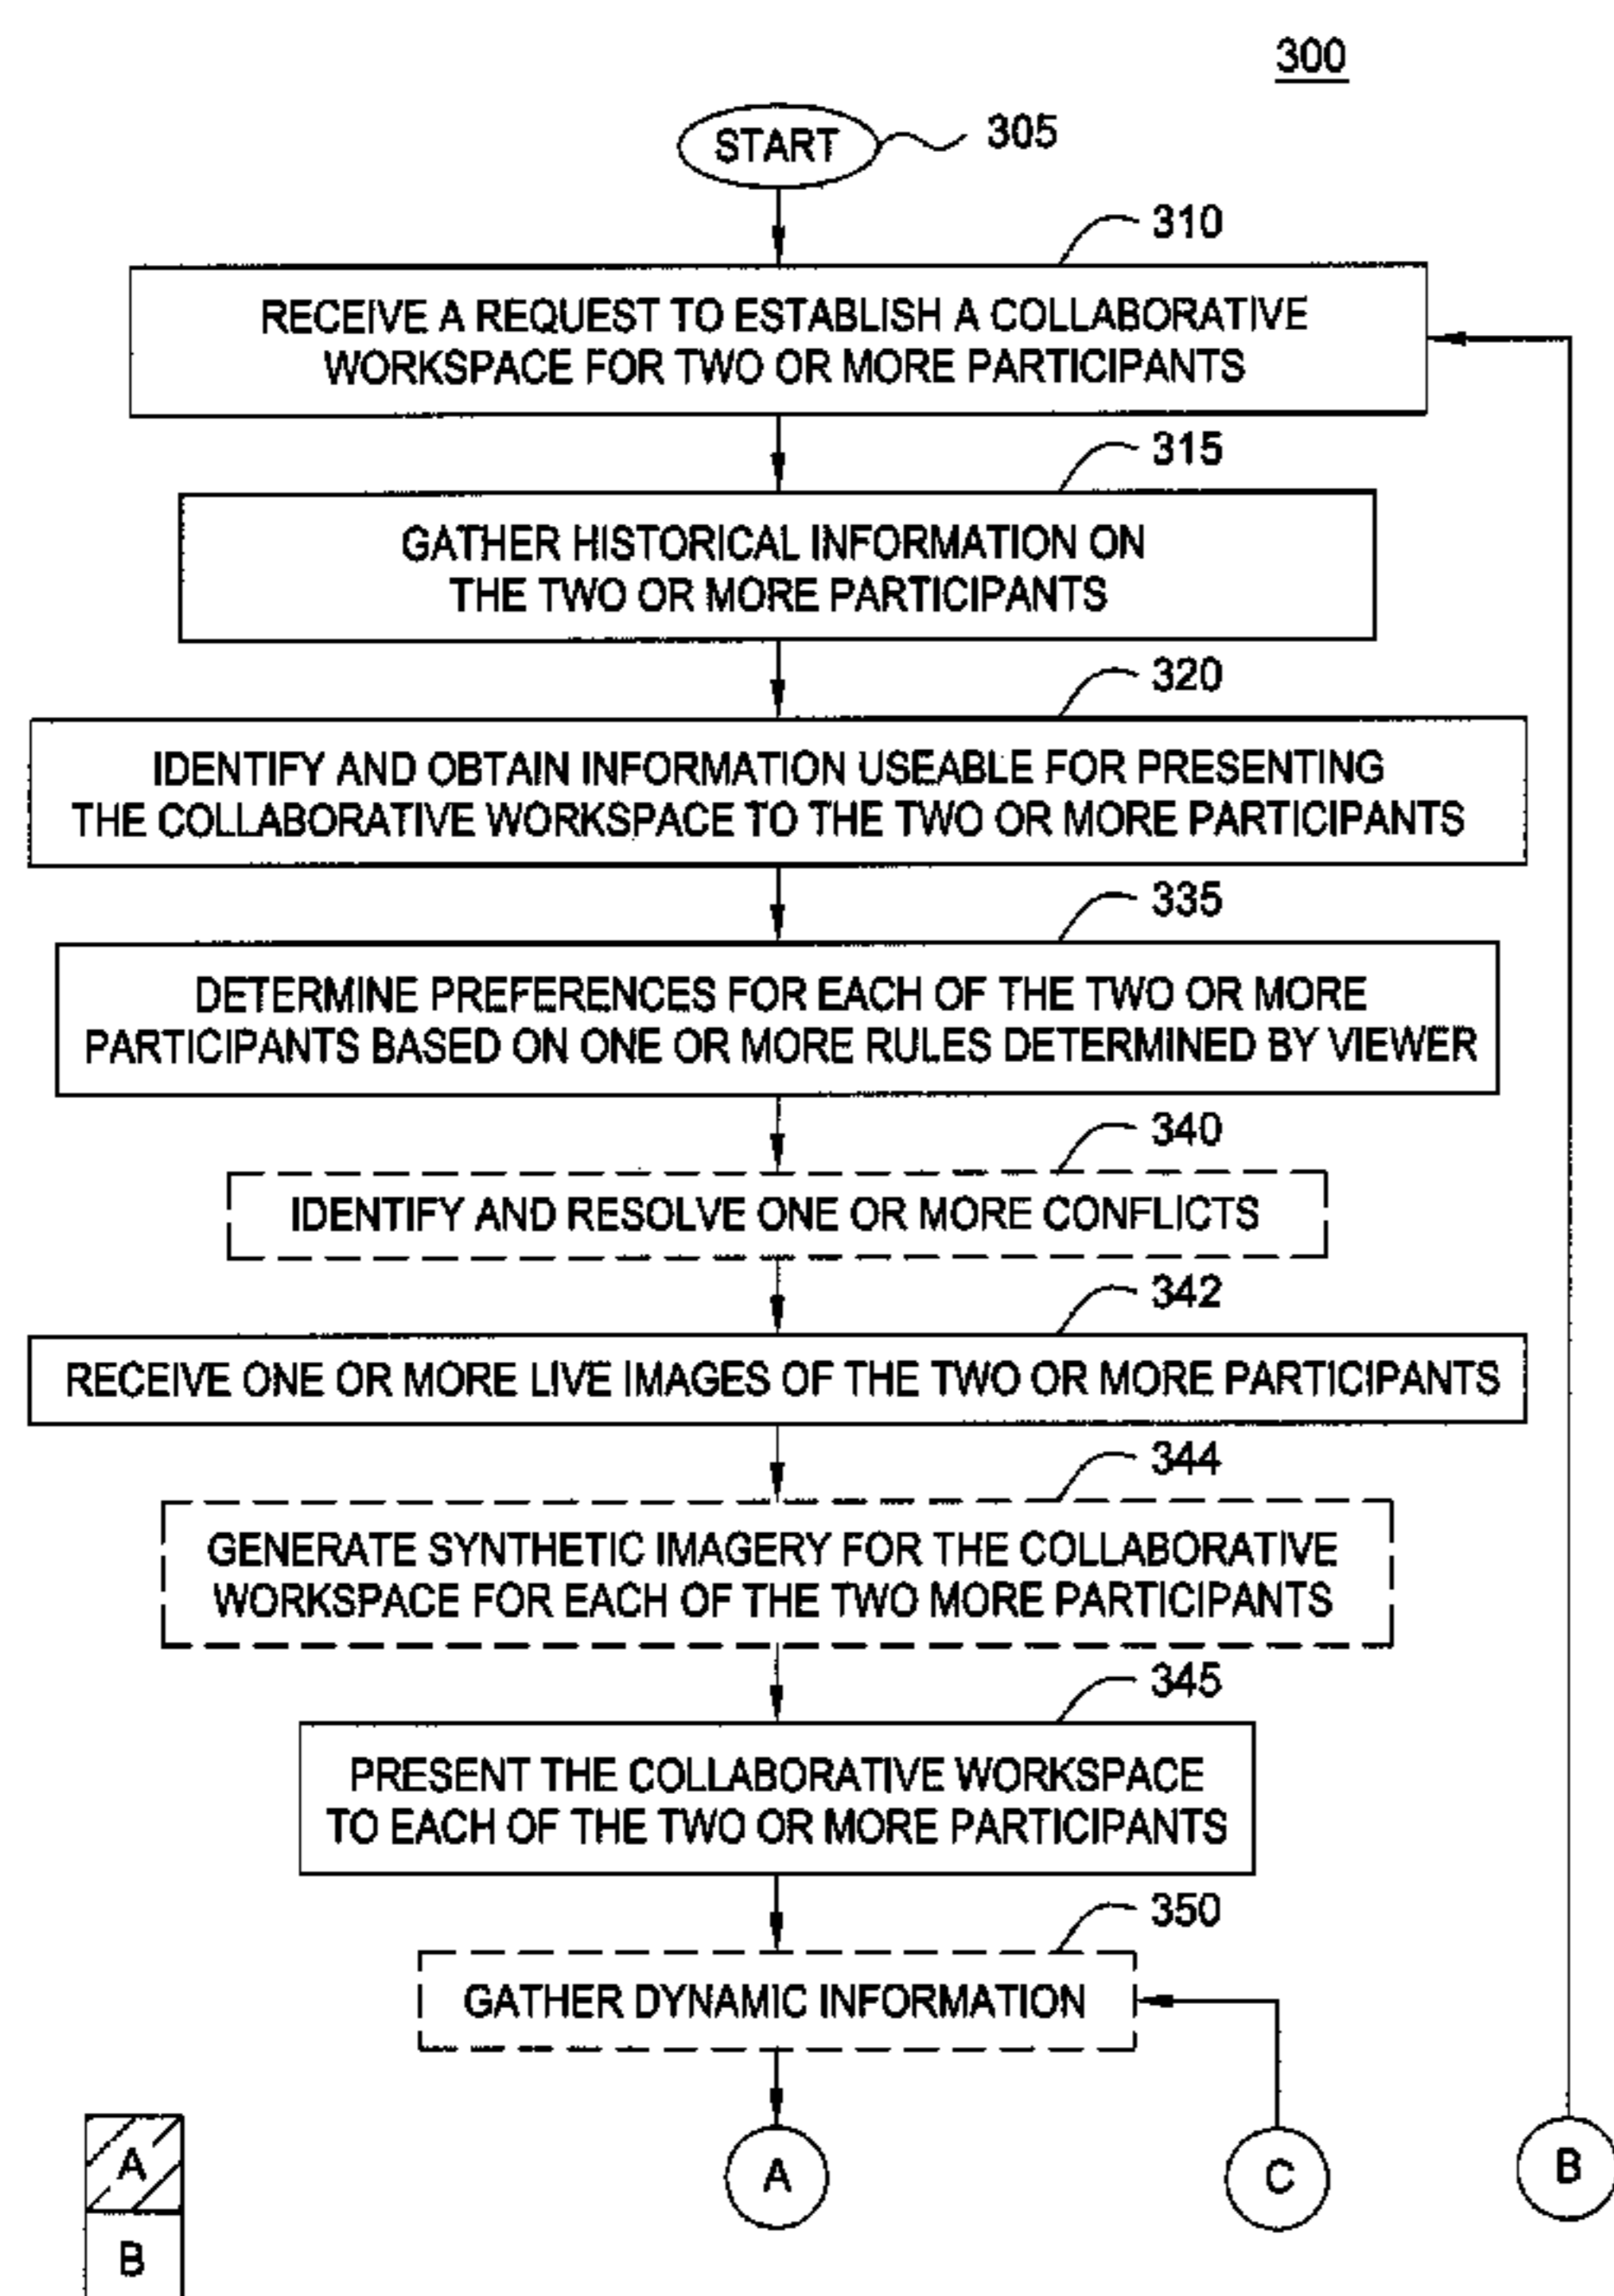 300
START
305
310
RECEIVE A REQUEST TO ESTABLISH A COLLABORATIVE
WORKSPACE FOR TWO OR MORE PARTICIPANTS
315
GATHER HISTORICAL INFORMATION ON
THE TWO OR MORE PARTICIPANTS
320
IDENTIFY AND OBTAIN INFORMATION USEABLE FOR PRESENTING
THE COLLABORATIVE WORKSPACE TO THE TWO OR MORE PARTICIPANTS
335
DETERMINE PREFERENCES FOR EACH OF THE TWO OR MORE
PARTICIPANTS BASED ON ONE OR MORE RULES DETERMINED BY VIEWER
340
IDENTIFY AND RESOLVE ONE OR MORE CONFLICTS
342
RECEIVE ONE OR MORE LIVE IMAGES OF THE TWO OR MORE PARTICIPANTS
344
GENERATE SYNTHETIC IMAGERY FOR THE COLLABORATIVE
WORKSPACE FOR EACH OF THE TWO MORE PARTICIPANTS
345
PRESENT THE COLLABORATIVE WORKSPACE
TO EACH OF THE TWO OR MORE PARTICIPANTS
350
GATHER DYNAMIC INFORMATION
A
A
C
B
B